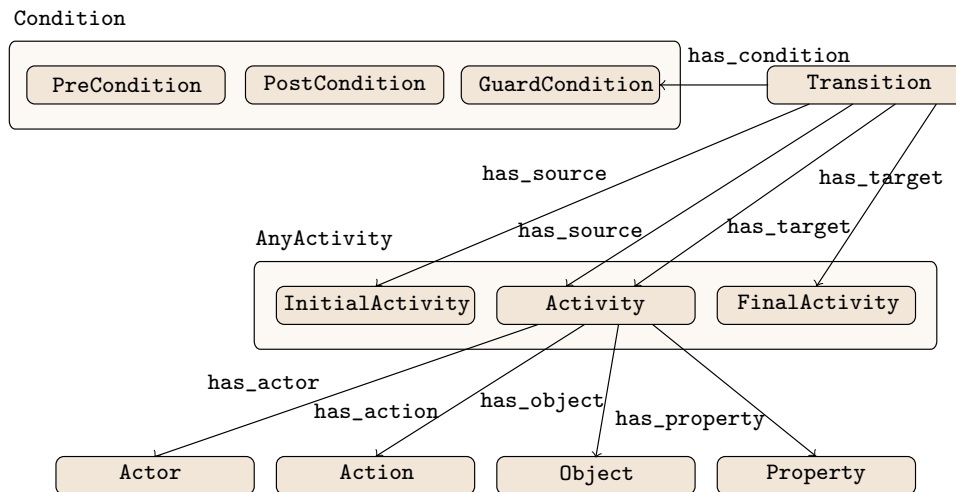 Condition
has_condition
PreCondition
PostCondition
GuardCondition
Transition
has_source
has_target
has_source
has_target
AnyActivity
InitialActivity
Activity
FinalActivity
has_actor
has_action
has_object
has_property
Actor
Action
Object
Property